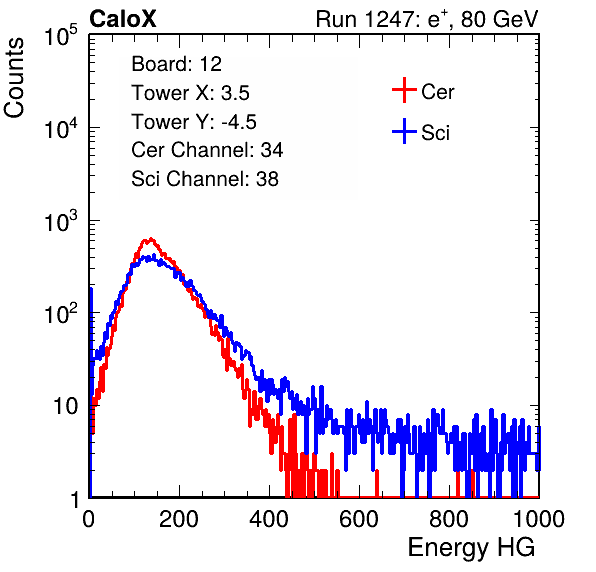 CaloX Run 1247: e⁺, 80 GeV
Counts
10⁵
10⁴
10³
10²
10
1
Board: 12
Tower X: 3.5
Tower Y: -4.5
Cer Channel: 34
Sci Channel: 38
Cer
Sci
0 200 400 600 800 1000
Energy HG